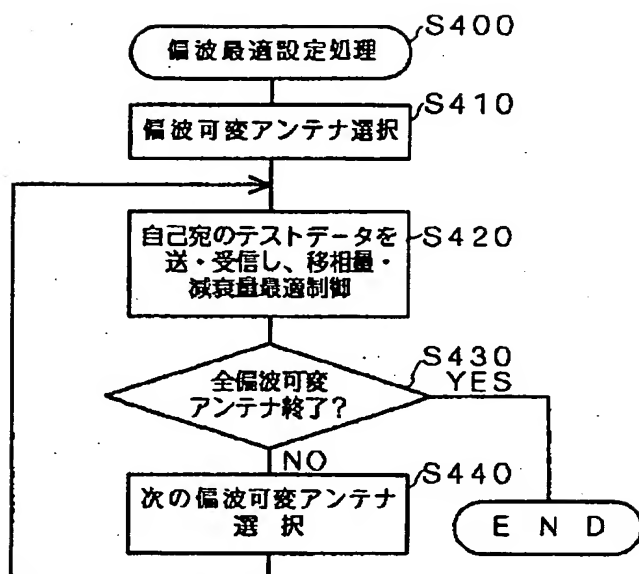 偏波最適設定処理
S400
偏波可変アンテナ選択
S410
自己宛のテストデータを
送・受信し、移相量・
減衰量最適制御
S420
全偏波可変
アンテナ終了?
S430
YES
NO
次の偏波可変アンテナ
選択
S440
END